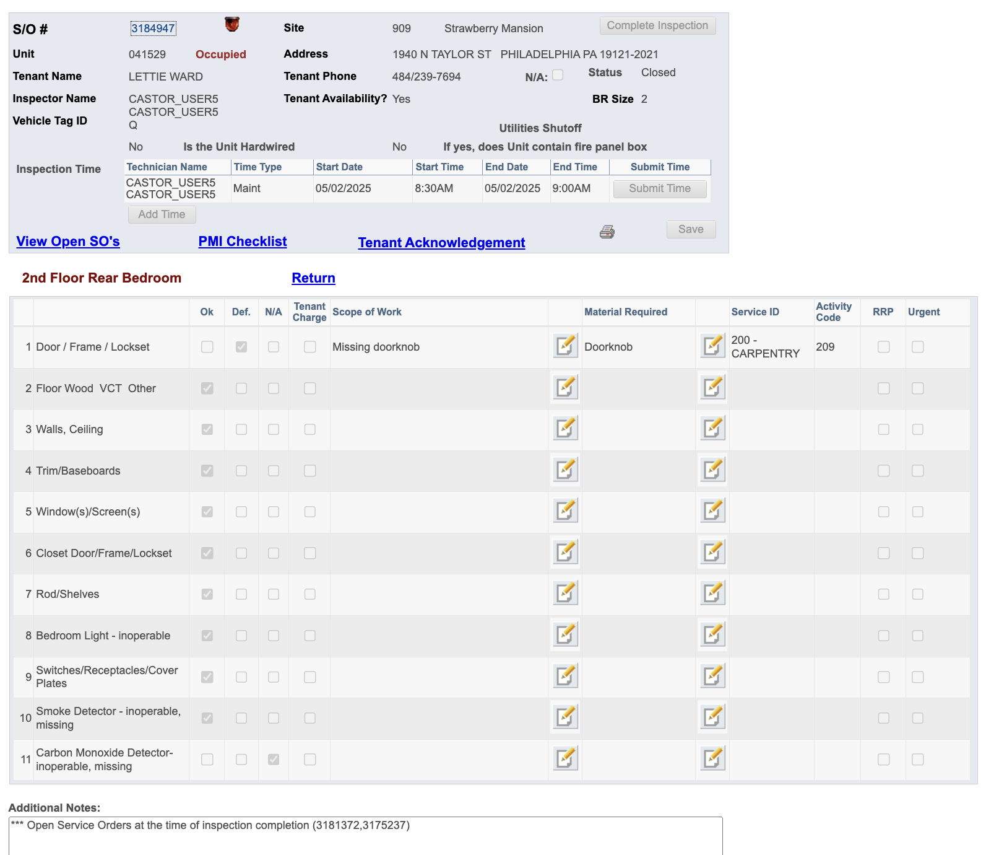 S/O # 3184947 Site 909 Strawberry Mansion Complete Inspection
Unit 041529 Occupied Address 1940 N TAYLOR ST PHILADELPHIA PA 19121-2021
Tenant Name LETTIE WARD Tenant Phone 484/239-7694 N/A: Status Closed
Inspector Name CASTOR_USER5 CASTOR_USER5 Tenant Availability? Yes BR Size 2
Vehicle Tag ID Q
Utilities Shutoff
No Is the Unit Hardwired No If yes, does Unit contain fire panel box
Inspection Time
Technician Name Time Type Start Date Start Time End Date End Time Submit Time
CASTOR_USER5 CASTOR_USER5 Maint 05/02/2025 8:30AM 05/02/2025 9:00AM Submit Time
Add Time
Save
View Open SO's PMI Checklist Tenant Acknowledgement
2nd Floor Rear Bedroom Return
Ok Def. N/A Tenant Charge Scope of Work Material Required Service ID Activity Code RRP Urgent
1 Door / Frame / Lockset Missing doorknob Doorknob 200 - CARPENTRY 209
2 Floor Wood VCT Other
3 Walls, Ceiling
4 Trim/Baseboards
5 Window(s)/Screen(s)
6 Closet Door/Frame/Lockset
7 Rod/Shelves
8 Bedroom Light - inoperable
9 Switches/Receptacles/Cover Plates
10 Smoke Detector - inoperable, missing
11 Carbon Monoxide Detector- inoperable, missing
Additional Notes:
*** Open Service Orders at the time of inspection completion (3181372,3175237)